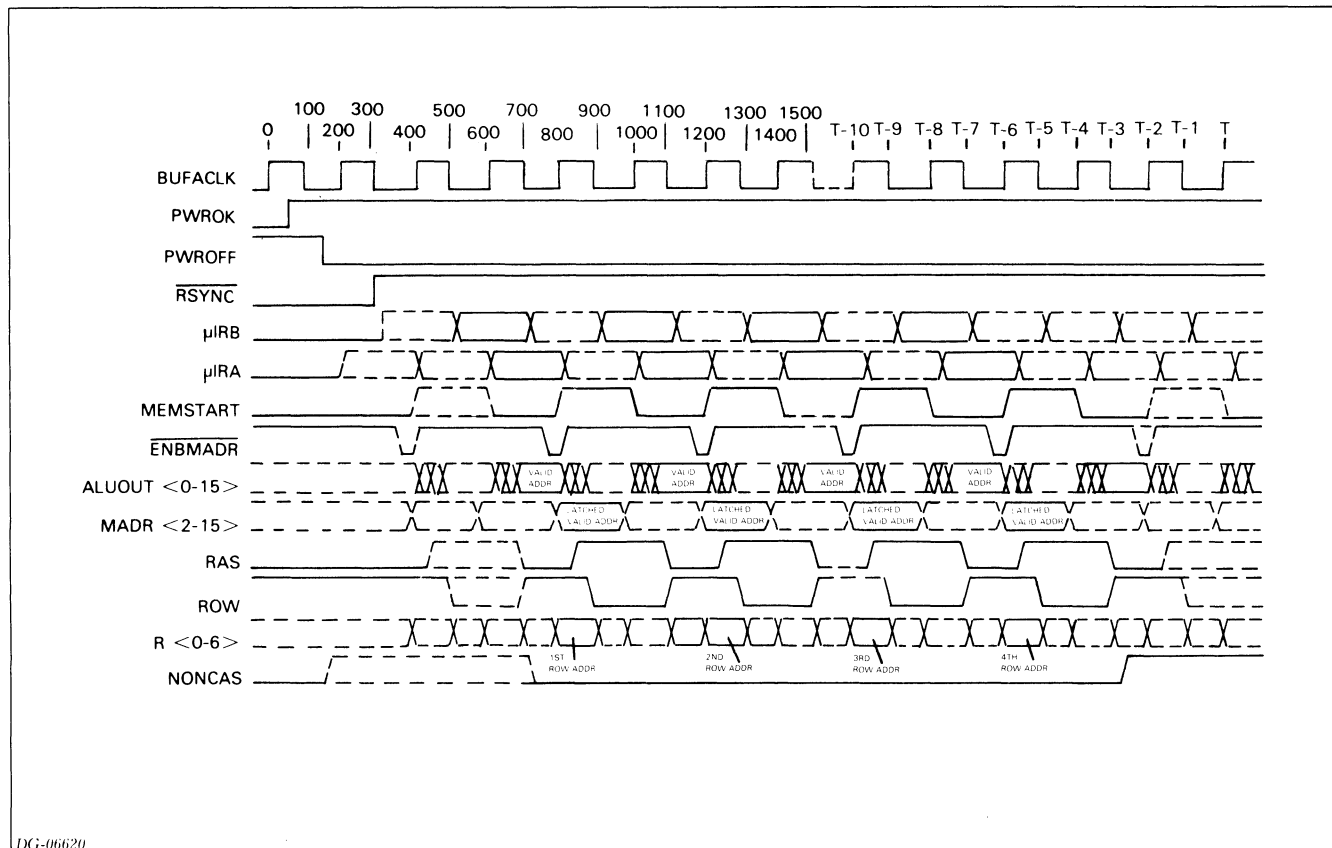 100 300 500 700 900 1100 1300 1500
0 200 400 600 800 1000 1200 1400 T-10 T-9 T-8 T-7 T-6 T-5 T-4 T-3 T-2 T-1 T
BUFACLK
PWROK
PWROFF
RSYNC
µIRB
µIRA
MEMSTART
ENBMADR
ALUOUT <0-15>
VALID ADDR VALID ADDR VALID ADDR VALID ADDR
MADR <2-15>
LATCHED VALID ADDR LATCHED VALID ADDR LATCHED VALID ADDR LATCHED VALID ADDR
RAS
ROW
R <0-6>
1ST ROW ADDR 2ND ROW ADDR 3RD ROW ADDR 4TH ROW ADDR
NONCAS
DG-06620